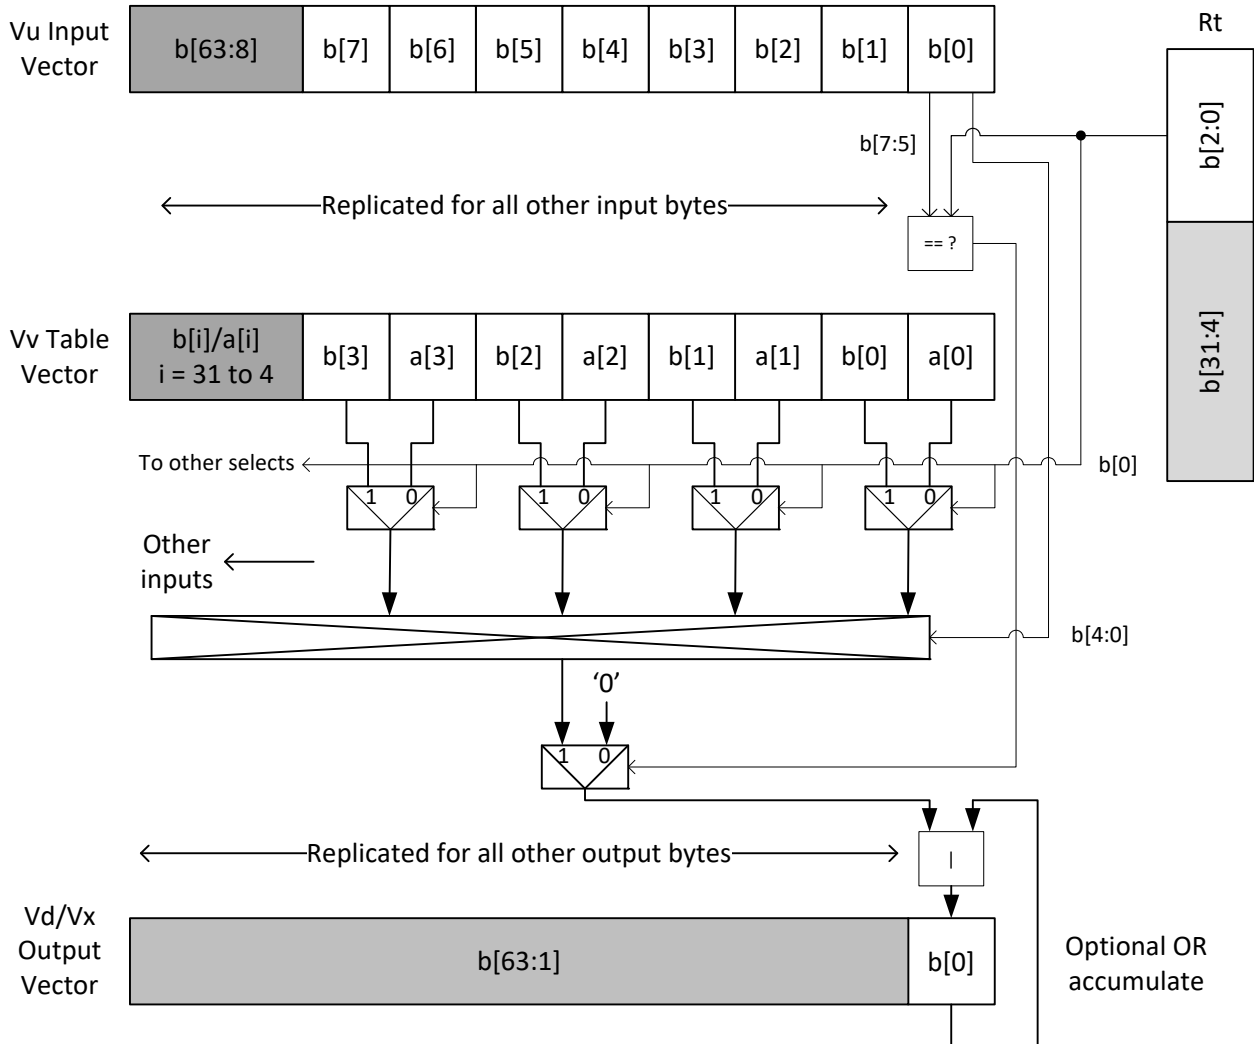 Rt
Vu Input
Vector
b[63:8]
b[7]
b[6]
b[5]
b[4]
b[3]
b[2]
b[1]
b[0]
b[2:0]
b[7:5]
Replicated for all other input bytes
== ?
b[31:4]
Vv Table
Vector
b[i]/a[i]
i = 31 to 4
b[3]
a[3]
b[2]
a[2]
b[1]
a[1]
b[0]
a[0]
To other selects
b[0]
1
0
1
0
1
0
1
0
Other
inputs
b[4:0]
‘0’
1
0
Replicated for all other output bytes
|
Vd/Vx
Output
Vector
b[63:1]
b[0]
Optional OR
accumulate